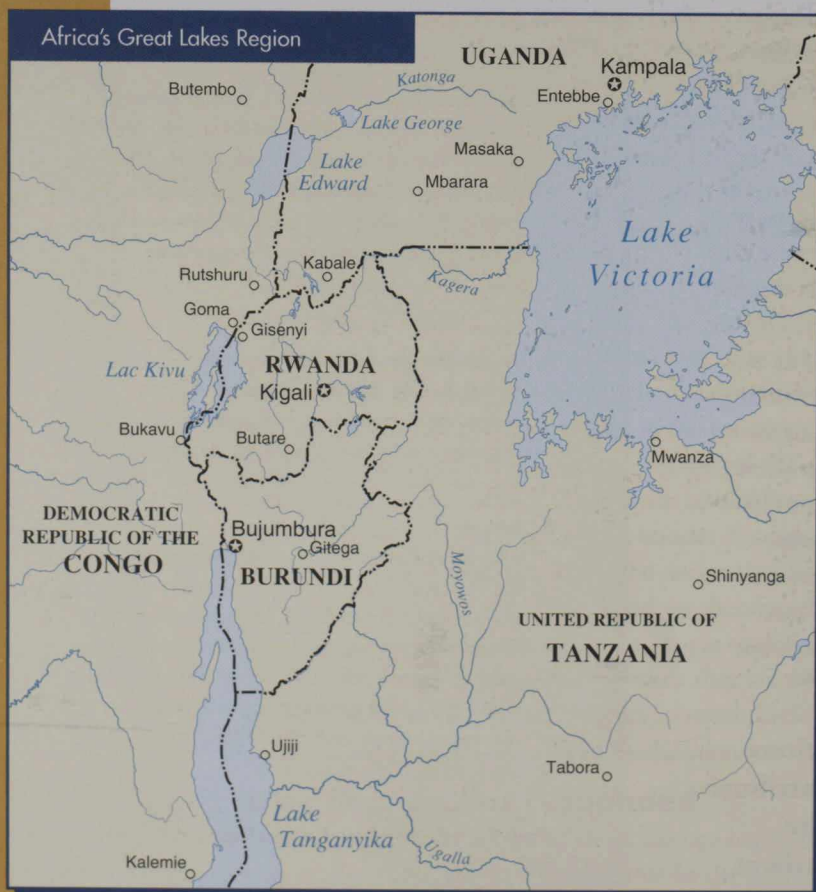 Africa's Great Lakes Region
UGANDA
Kampala
Butembo
Katonga
Entebbe
Lake George
Masaka
Lake
Edward
Mbarara
Lake
Victoria
Rutshuru
Kabale
Kagera
Goma
Gisenyi
Lac Kivu
RWANDA
Kigali
Bukavu
Butare
Mwanza
DEMOCRATIC
REPUBLIC OF THE
CONGO
Bujumbura
Gitega
BURUNDI
Moyowos
Shinyanga
UNITED REPUBLIC OF
TANZANIA
Ujiji
Tabora
Lake
Tanganyika
Ugalla
Kalemie